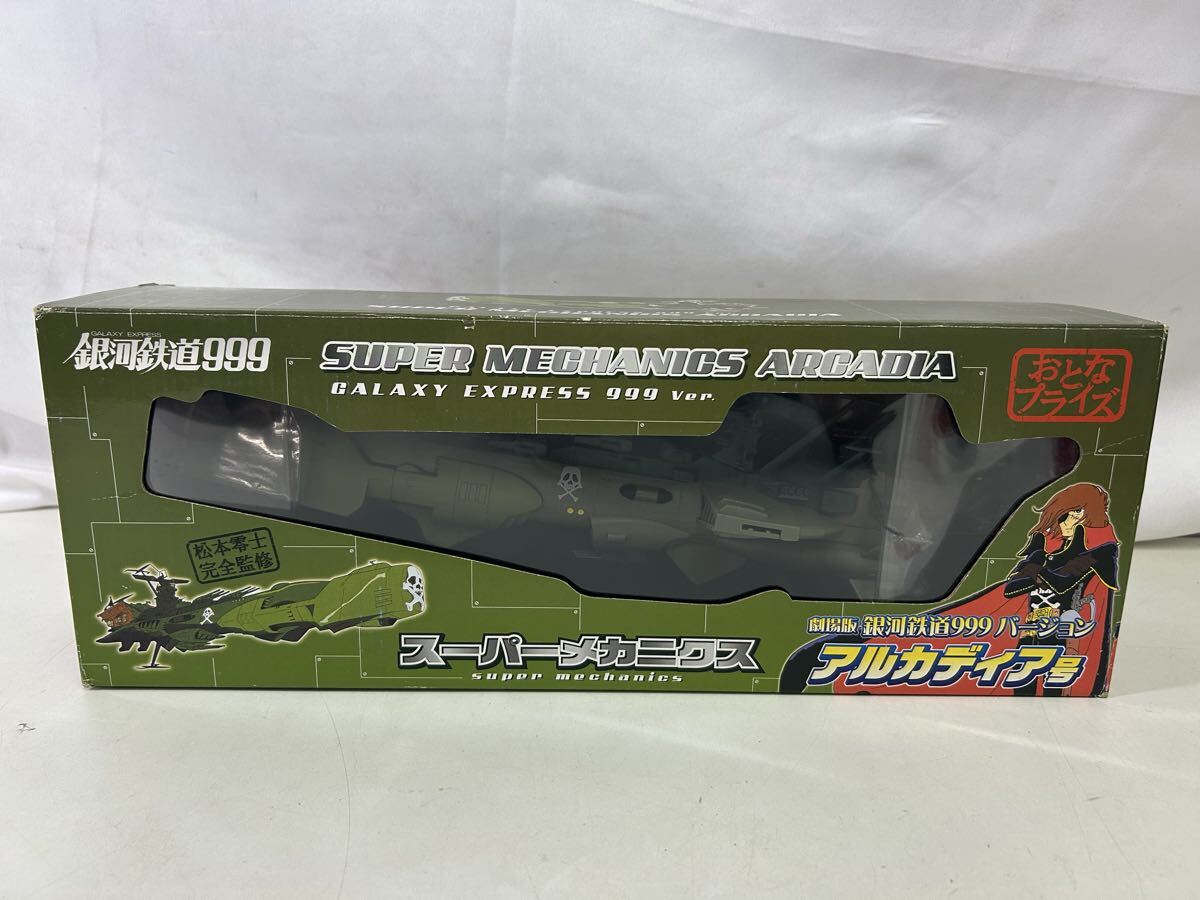 GALAXY EXPRESS
銀河鉄道999
SUPER MECHANICS ARCADIA
GALAXY EXPRESS 999 Ver.
おとな
プライズ
松本零士
完全監修
スーパーメカニクス
super mechanics
劇場版 銀河鉄道999 バージョン
アルカディア号